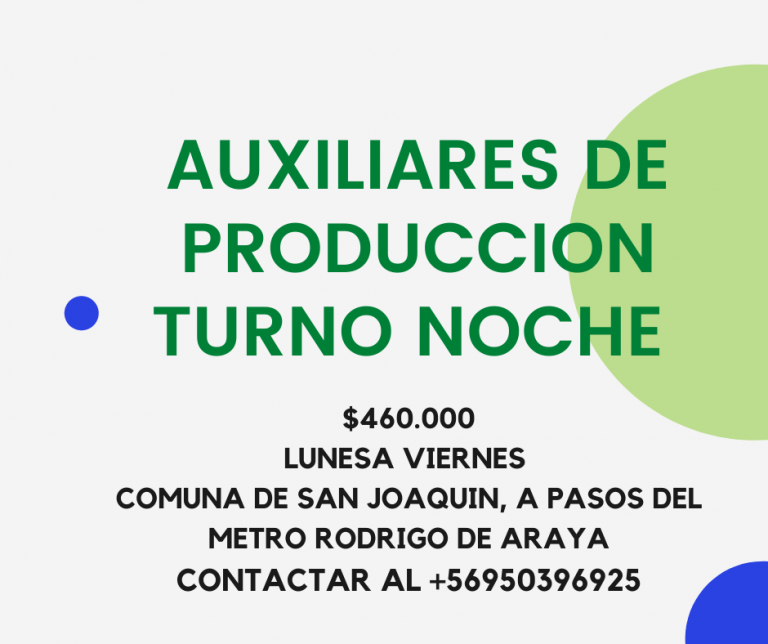 AUXILIARES DE
PRODUCCION
TURNO NOCHE
$460.000
LUNESA VIERNES
COMUNA DE SAN JOAQUIN, A PASOS DEL
METRO RODRIGO DE ARAYA
CONTACTAR AL +56950396925